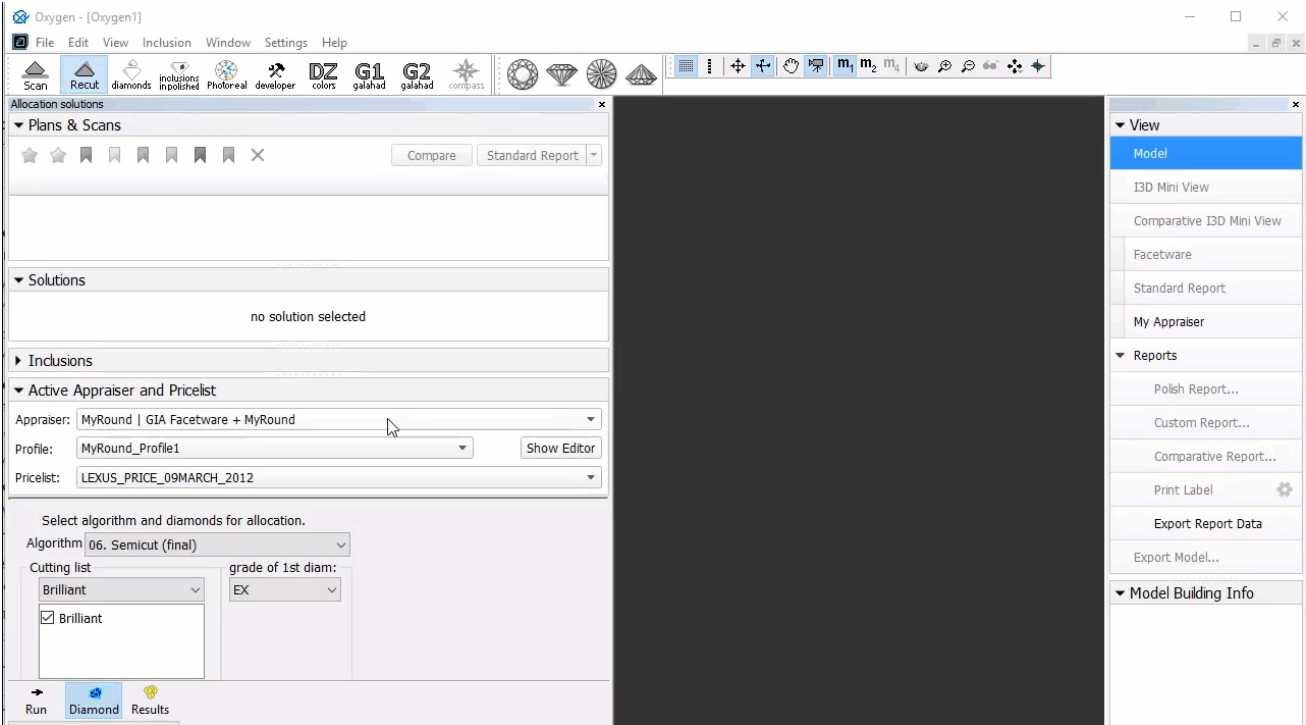 Oxygen - [Oxygen1]
File Edit View Inclusion Window Settings Help
Scan Recut diamonds inclusions inpolished Photoreal developer DZ colors G1 galahad G2 galahad compass m1 m2 m4
Allocation solutions
Plans & Scans
Compare Standard Report
Solutions
no solution selected
Inclusions
Active Appraiser and Pricelist
Appraiser: MyRound | GIA Facetware + MyRound
Profile: MyRound_Profile1 Show Editor
Pricelist: LEXUS_PRICE_09MARCH_2012
Select algorithm and diamonds for allocation.
Algorithm 06. Semicut (final)
Cutting list grade of 1st diam:
Brilliant EX
Brilliant
Run Diamond Results
View
Model
I3D Mini View
Comparative I3D Mini View
Facetware
Standard Report
My Appraiser
Reports
Polish Report...
Custom Report...
Comparative Report...
Print Label
Export Report Data
Export Model...
Model Building Info